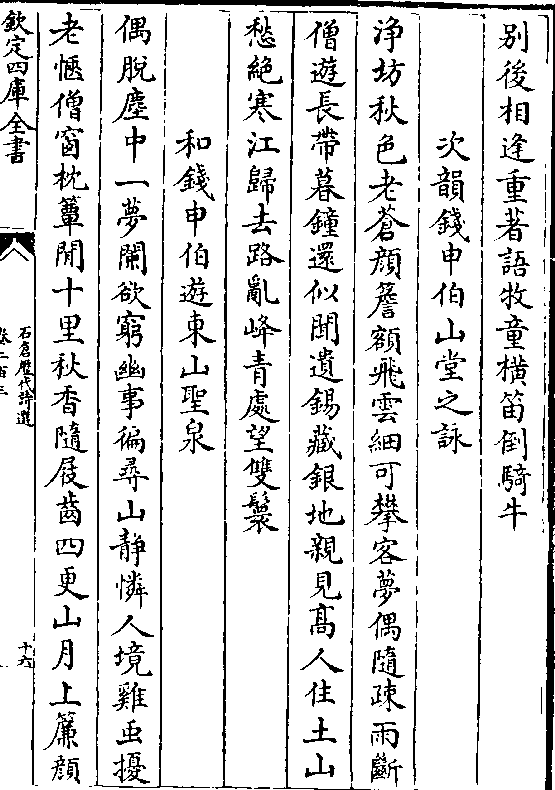 别後相逢重著語牧童横笛倒騎牛
次韻錢申伯山堂之詠
浄坊秋色老蒼顔簷額飛雲細可攀客夢偶隨疎雨斷
僧遊長帶暮鐘還似聞遺錫藏銀地親見髙人住土山
愁絶寒江歸去路亂峰青處望雙鬟
和錢申伯遊東山聖泉
偶脱塵中一夢闌欲窮幽事徧尋山静憐人境雞䖝擾
老愜僧窗枕簟閒十里秋香隨屐齒四更山月上簾顔
欽定四庫全書
石倉歷代詩選
卷二百三
十六